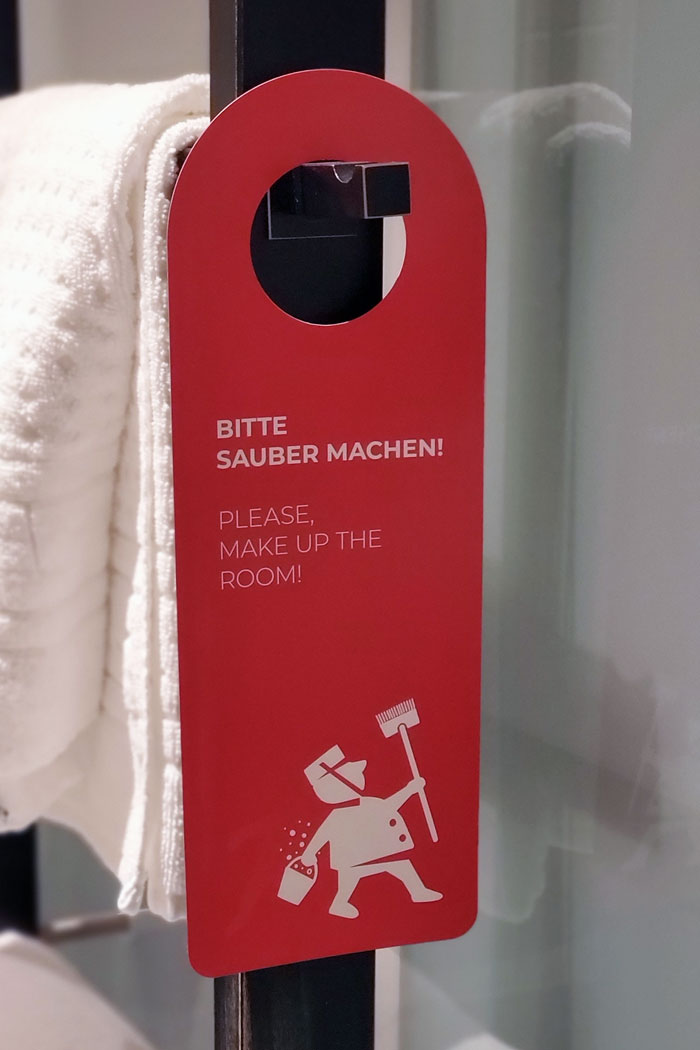 BITTE
SAUBER MACHEN!
PLEASE,
MAKE UP THE
ROOM!